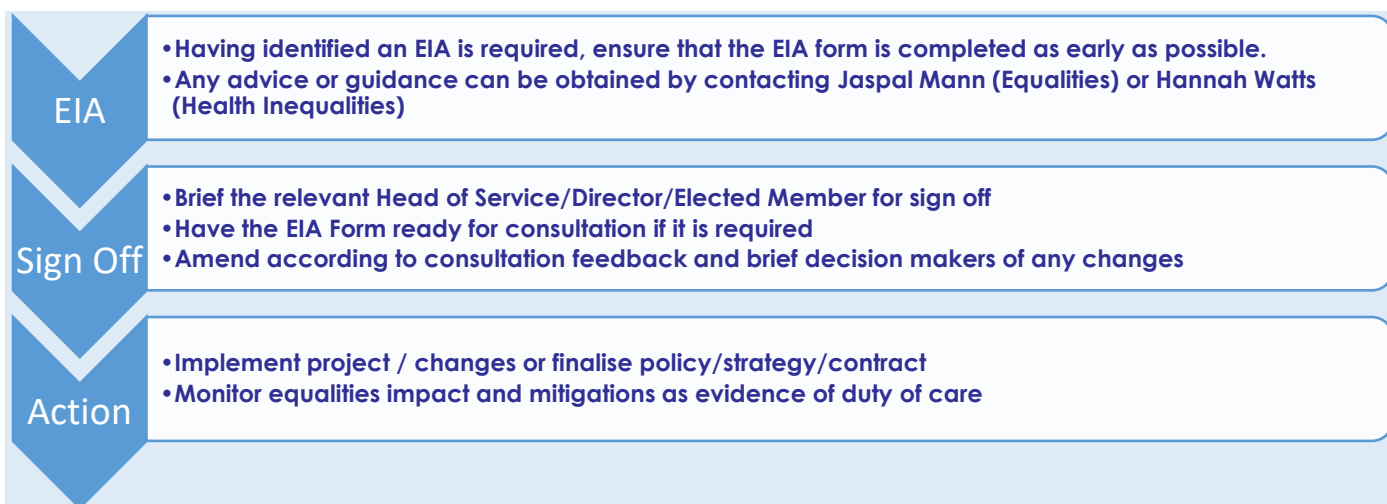 EIA
•Having identified an EIA is required, ensure that the EIA form is completed as early as possible.
•Any advice or guidance can be obtained by contacting Jaspal Mann (Equalities) or Hannah Watts
(Health Inequalities)
Sign Off
•Brief the relevant Head of Service/Director/Elected Member for sign off
•Have the EIA Form ready for consultation if it is required
•Amend according to consultation feedback and brief decision makers of any changes
Action
•Implement project / changes or finalise policy/strategy/contract
•Monitor equalities impact and mitigations as evidence of duty of care